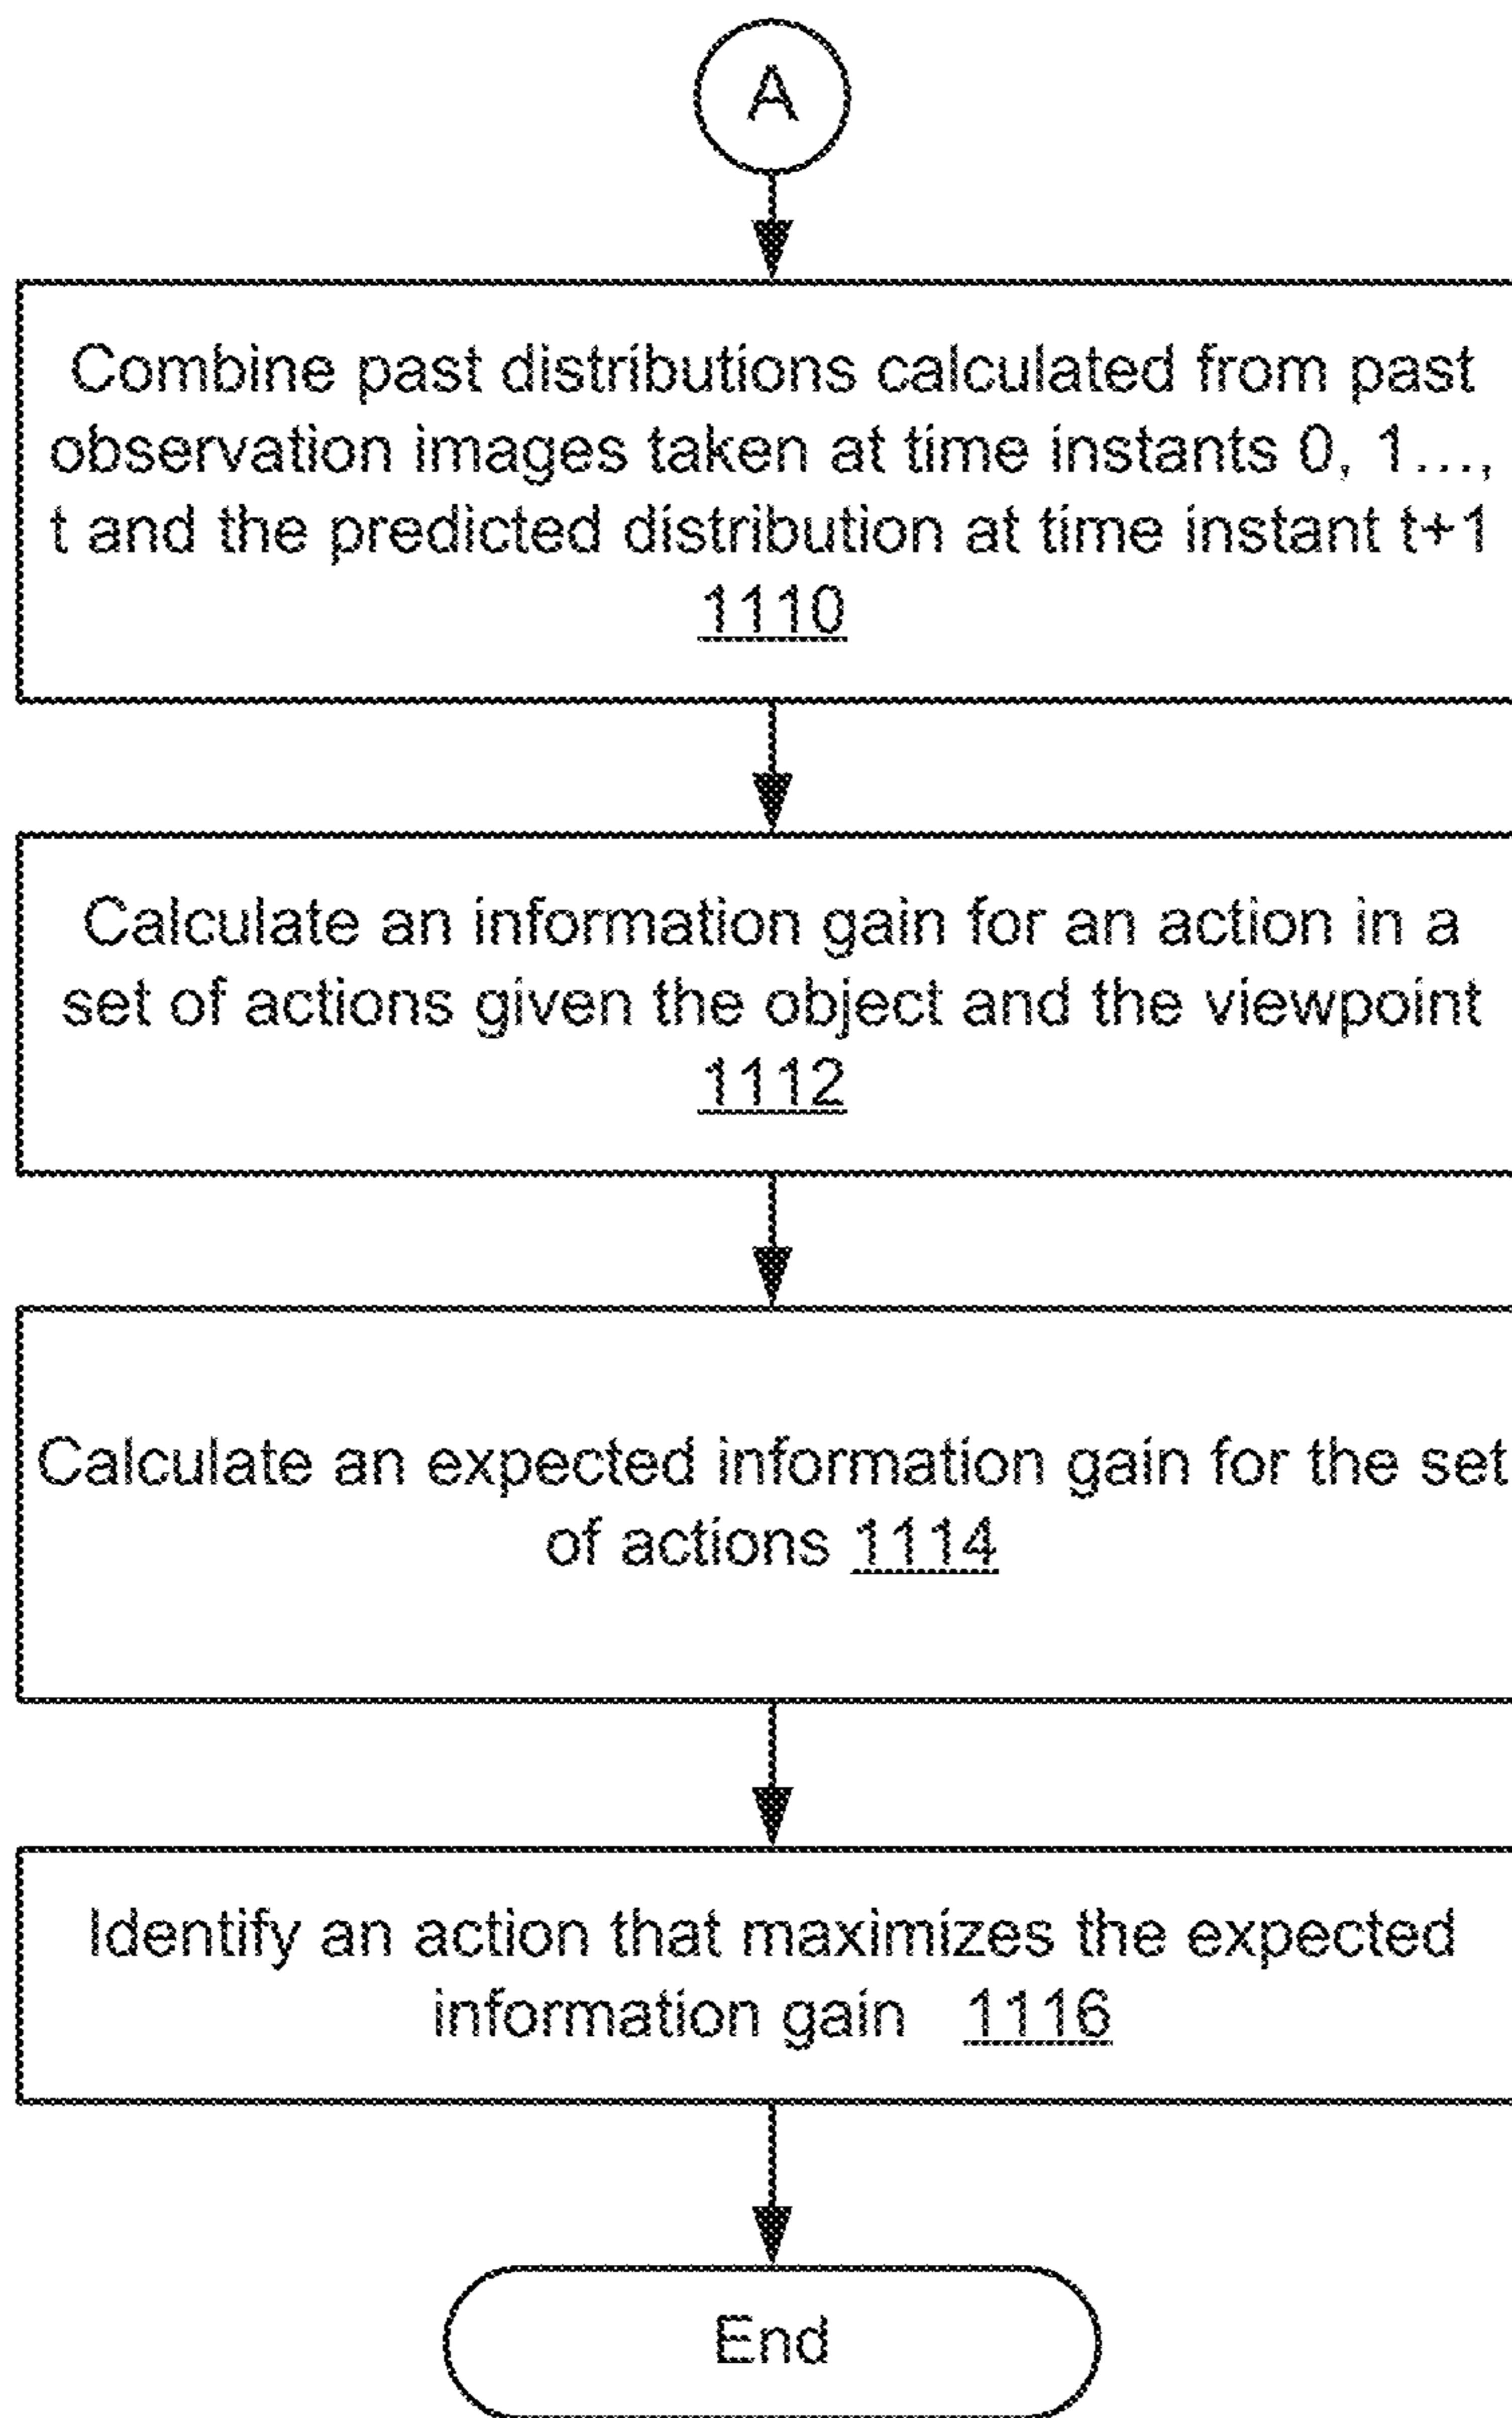 A
Combine past distributions calculated from past
observation images taken at time instants 0, 1...,
t and the predicted distribution at time instant t+1
1110
Calculate an information gain for an action in a
set of actions given the object and the viewpoint
1112
Calculate an expected information gain for the set
of actions 1114
Identify an action that maximizes the expected
information gain 1116
End